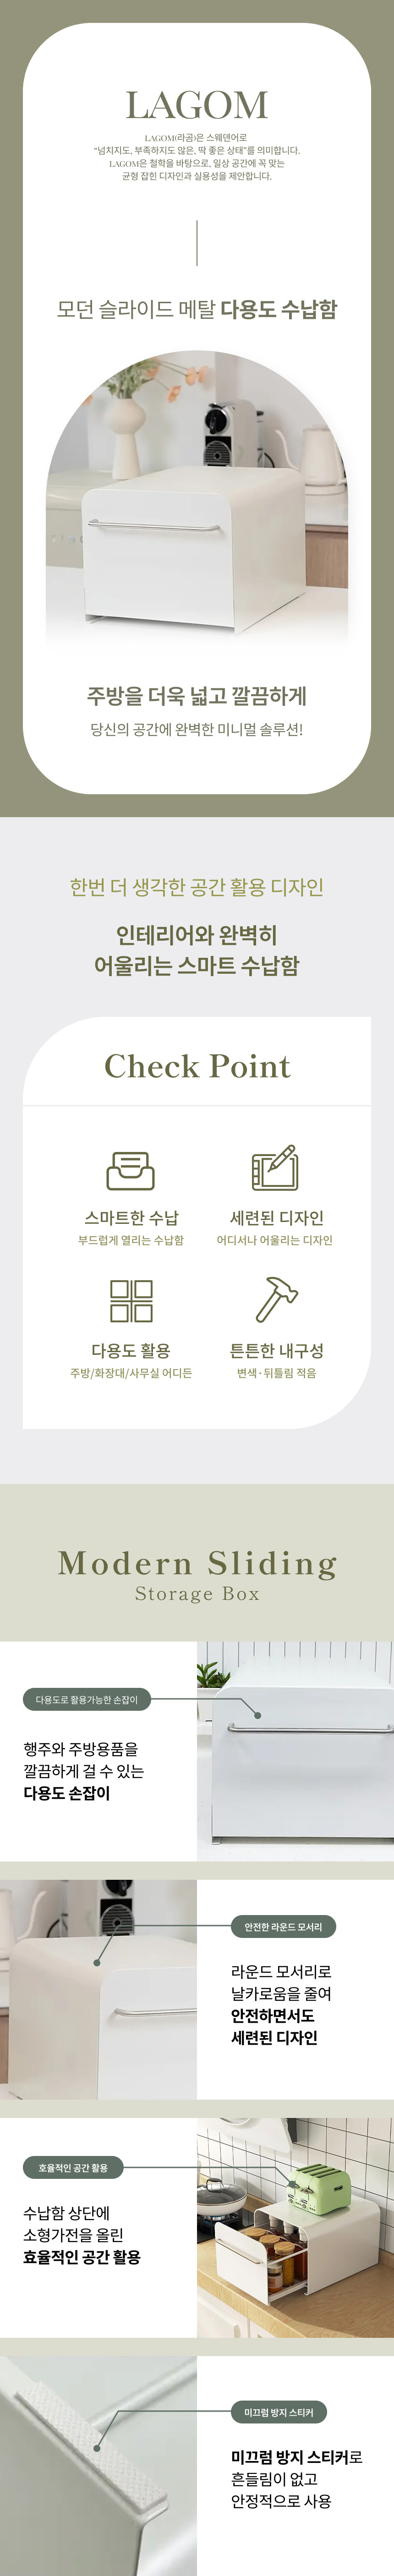 LAGOM
LAGOM(라곰)은 스웨덴어로
"넘치지도, 부족하지도 않은, 딱 좋은 상태"를 의미합니다.
LAGOM은 철학을 바탕으로, 일상 공간에 꼭 맞는
균형 잡힌 디자인과 실용성을 제안합니다.
모던 슬라이드 메탈 다용도 수납함
주방을 더욱 넓고 깔끔하게
당신의 공간에 완벽한 미니멀 솔루션!
한번 더 생각한 공간 활용 디자인
인테리어와 완벽히
어울리는 스마트 수납함
Check Point
스마트한 수납
부드럽게 열리는 수납함
세련된 디자인
어디서나 어울리는 디자인
다용도 활용
주방/화장대/사무실 어디든
튼튼한 내구성
변색·뒤틀림 적음
Modern Sliding
Storage Box
다용도로 활용가능한 손잡이
행주와 주방용품을
깔끔하게 걸 수 있는
다용도 손잡이
안전한 라운드 모서리
라운드 모서리로
날카로움을 줄여
안전하면서도
세련된 디자인
효율적인 공간 활용
수납함 상단에
소형가전을 올린
효율적인 공간 활용
미끄럼 방지 스티커
미끄럼 방지 스티커로
흔들림이 없고
안정적으로 사용